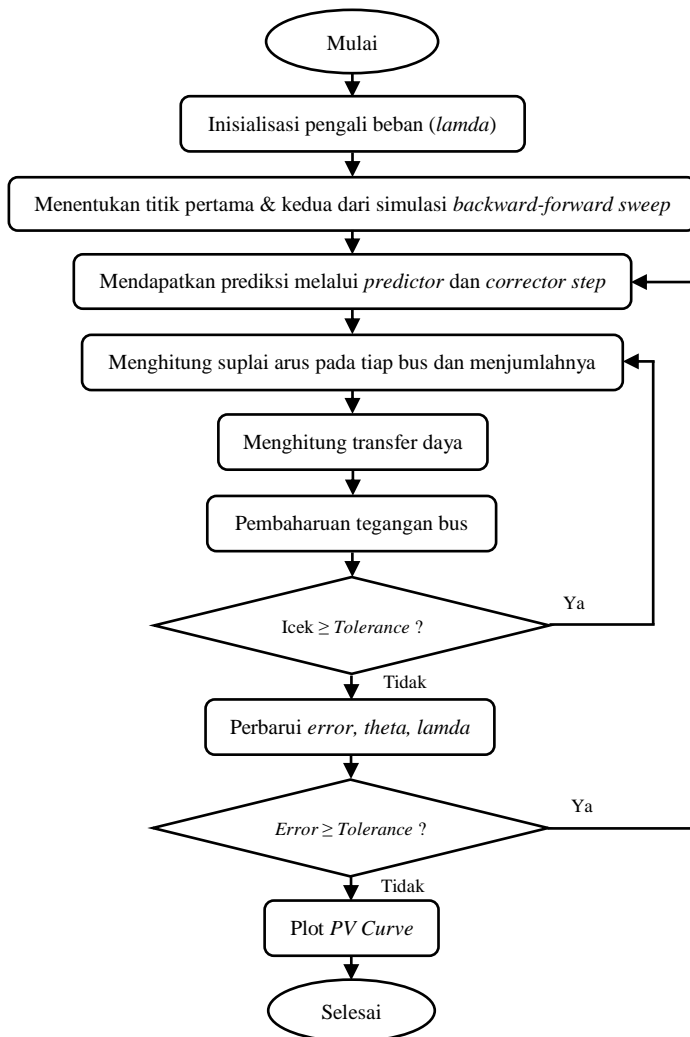 Mulai
Inisialisasi pengali beban (lamda)
Menentukan titik pertama & kedua dari simulasi backward-forward sweep
Mendapatkan prediksi melalui predictor dan corrector step
Menghitung suplai arus pada tiap bus dan menjumlahnya
Menghitung transfer daya
Pembaharuan tegangan bus
Icek ≥ Tolerance ?
Ya
Tidak
Perbarui error, theta, lamda
Error ≥ Tolerance ?
Ya
Tidak
Plot PV Curve
Selesai